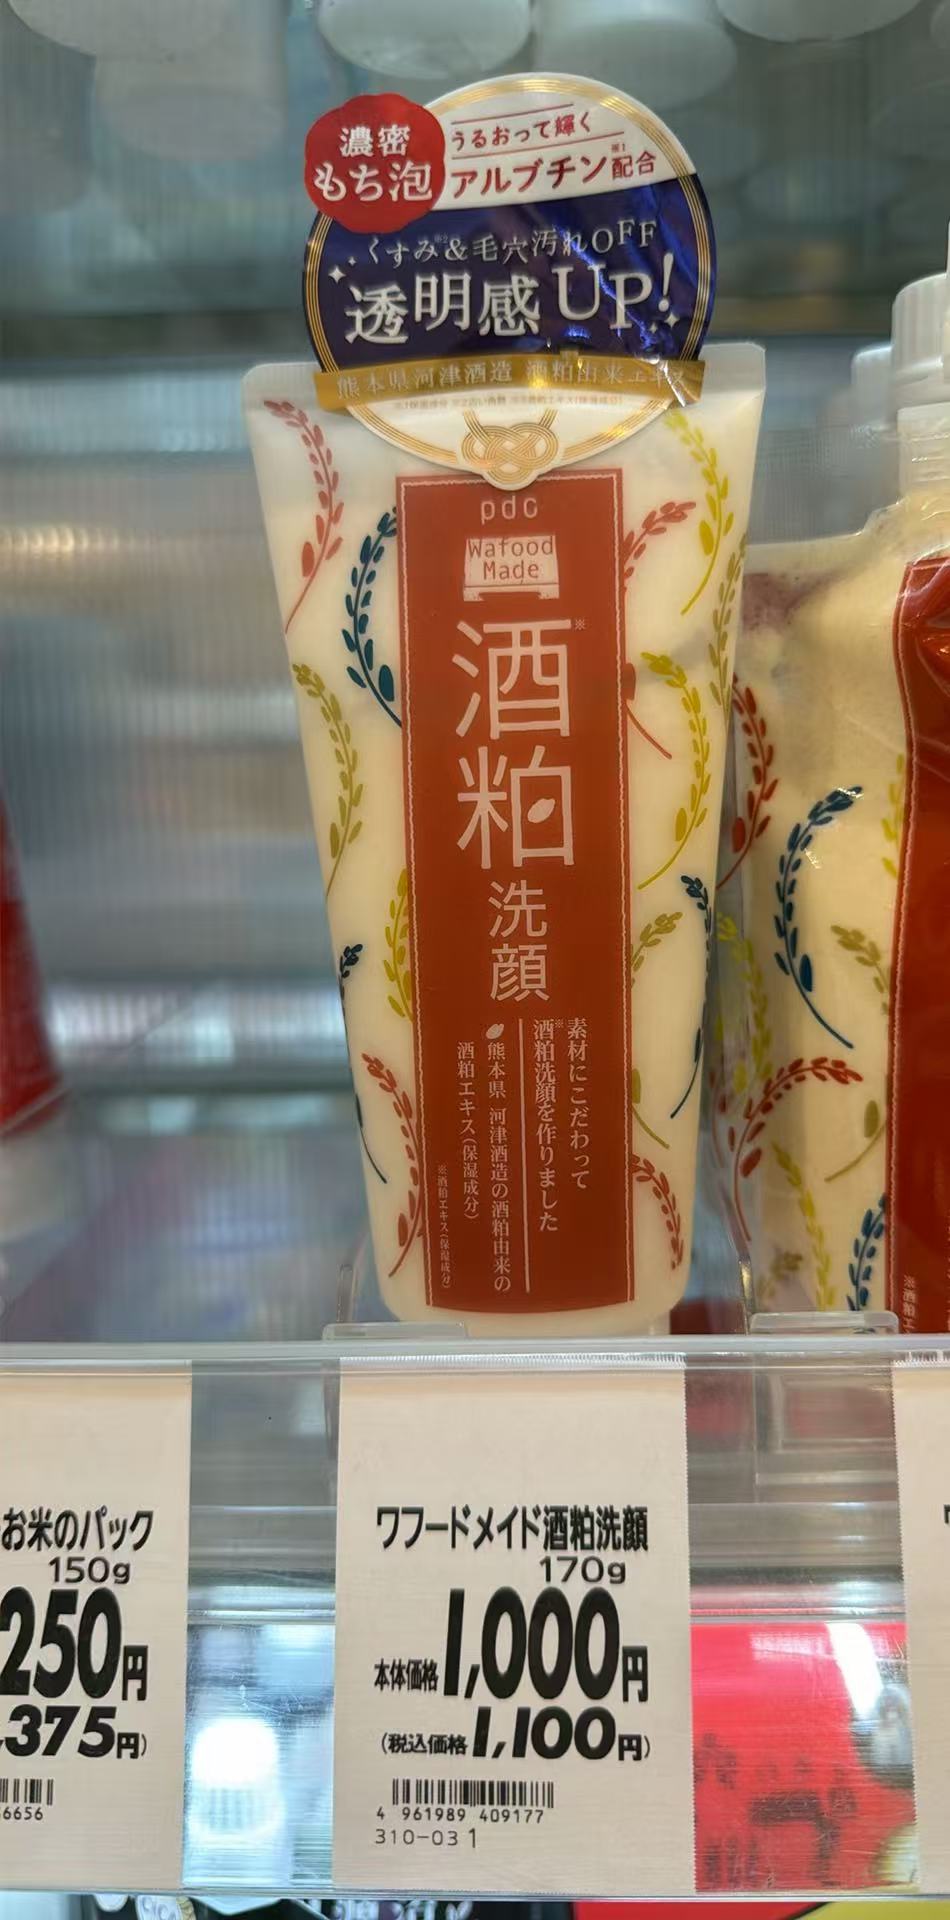 濃密
もち泡
うるおって輝く
アルブチン※1配合
くすみ※2&毛穴汚れOFF
透明感UP!
熊本県河津酒造 酒粕由来エキス
pdc
Wafood
Made
酒粕※
洗顔
素材にこだわって
酒粕※洗顔を作りました
熊本県 河津酒造の酒粕由来の
酒粕エキス(保湿成分)
※酒粕エキス(保湿成分)
※酒粕エ
お米のパック
150g
250円
375円)
6656
ワフードメイド酒粕洗顔
170g
本体価格1,000円
(税込価格1,100円)
4 961989 409177
310-03 1